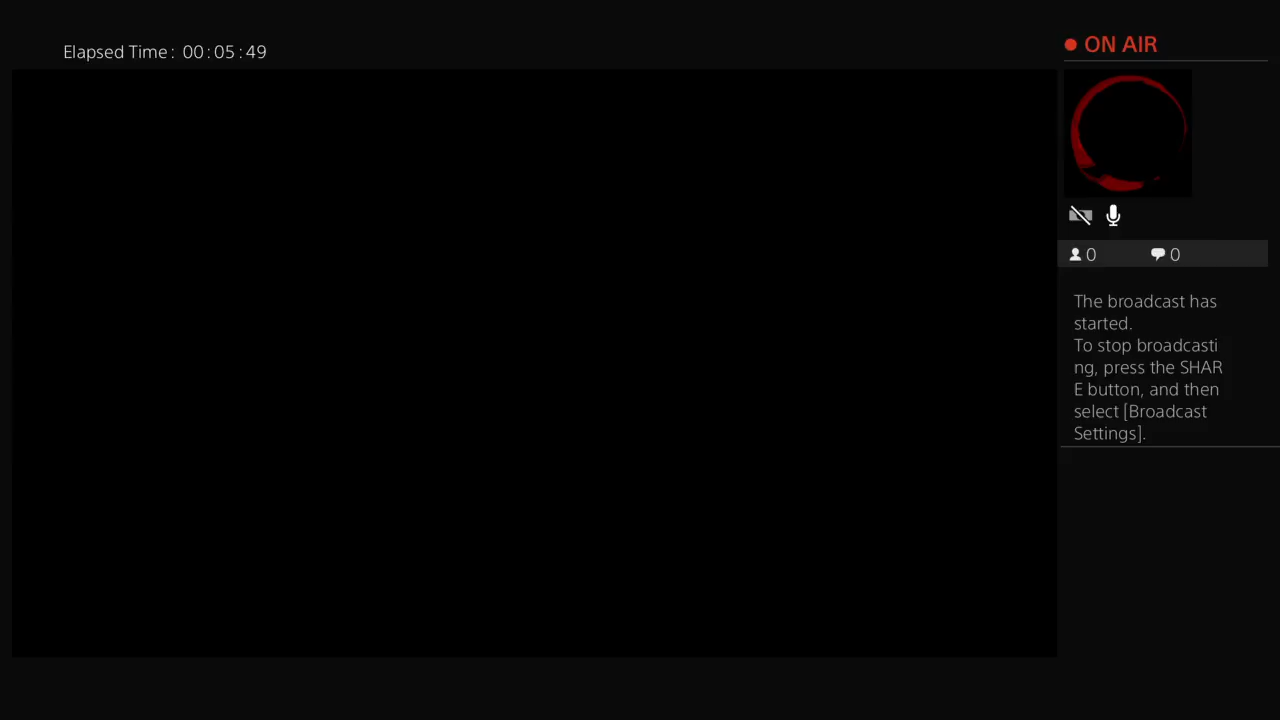 Elapsed Time: 00:05:49
ON AIR
0 0
The broadcast has
started.
To stop broadcasti
ng, press the SHAR
E button, and then
select [Broadcast
Settings].